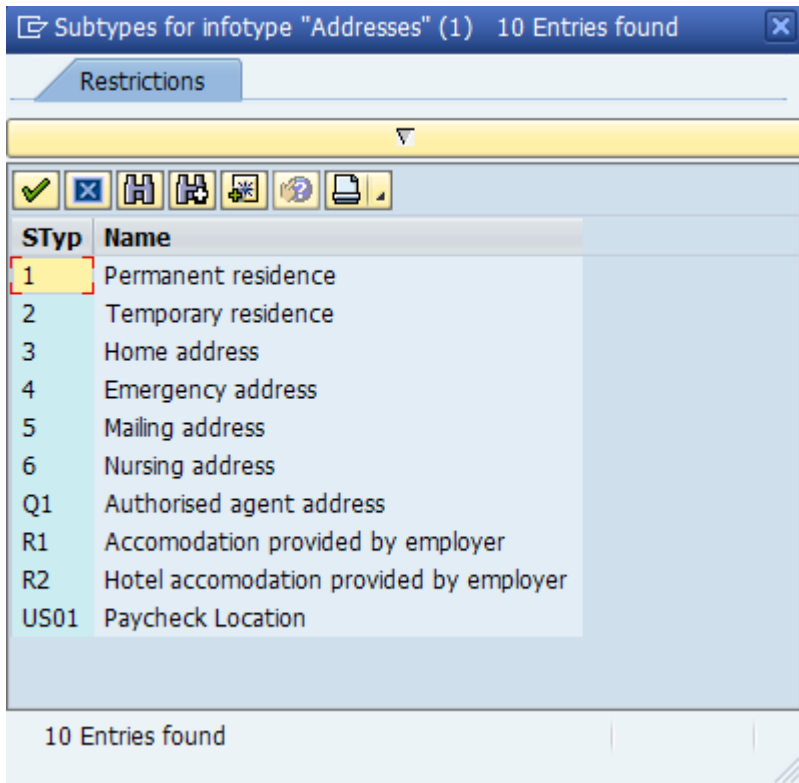 Subtypes for infotype "Addresses" (1) 10 Entries found
Restrictions
STyp Name
1 Permanent residence
2 Temporary residence
3 Home address
4 Emergency address
5 Mailing address
6 Nursing address
Q1 Authorised agent address
R1 Accomodation provided by employer
R2 Hotel accomodation provided by employer
US01 Paycheck Location
10 Entries found